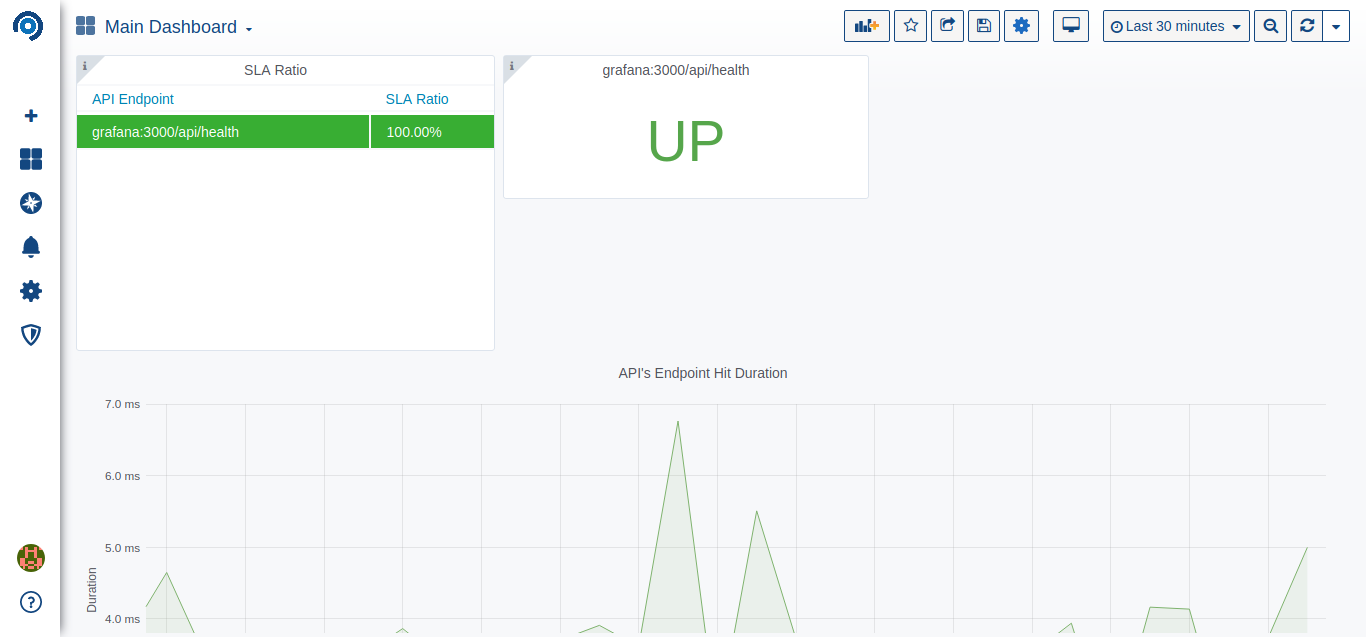 Main Dashboard
Last 30 minutes
SLA Ratio
API Endpoint SLA Ratio
grafana:3000/api/health 100.00%
grafana:3000/api/health
UP
API's Endpoint Hit Duration
7.0 ms
6.0 ms
5.0 ms
4.0 ms
Duration